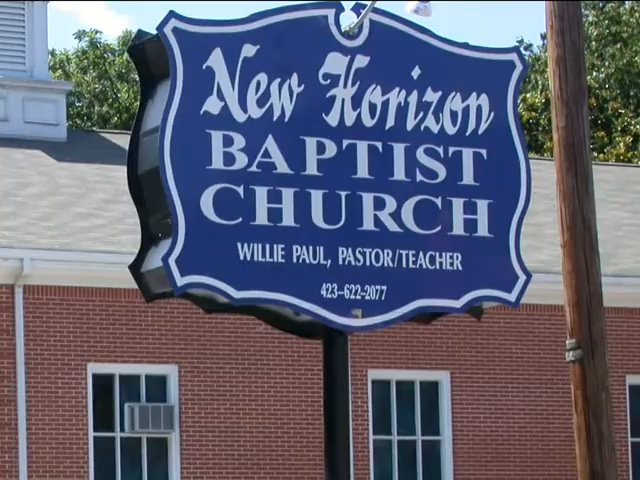 New Horizon
BAPTIST
CHURCH
WILLIE PAUL, PASTOR/TEACHER
423-622-2077